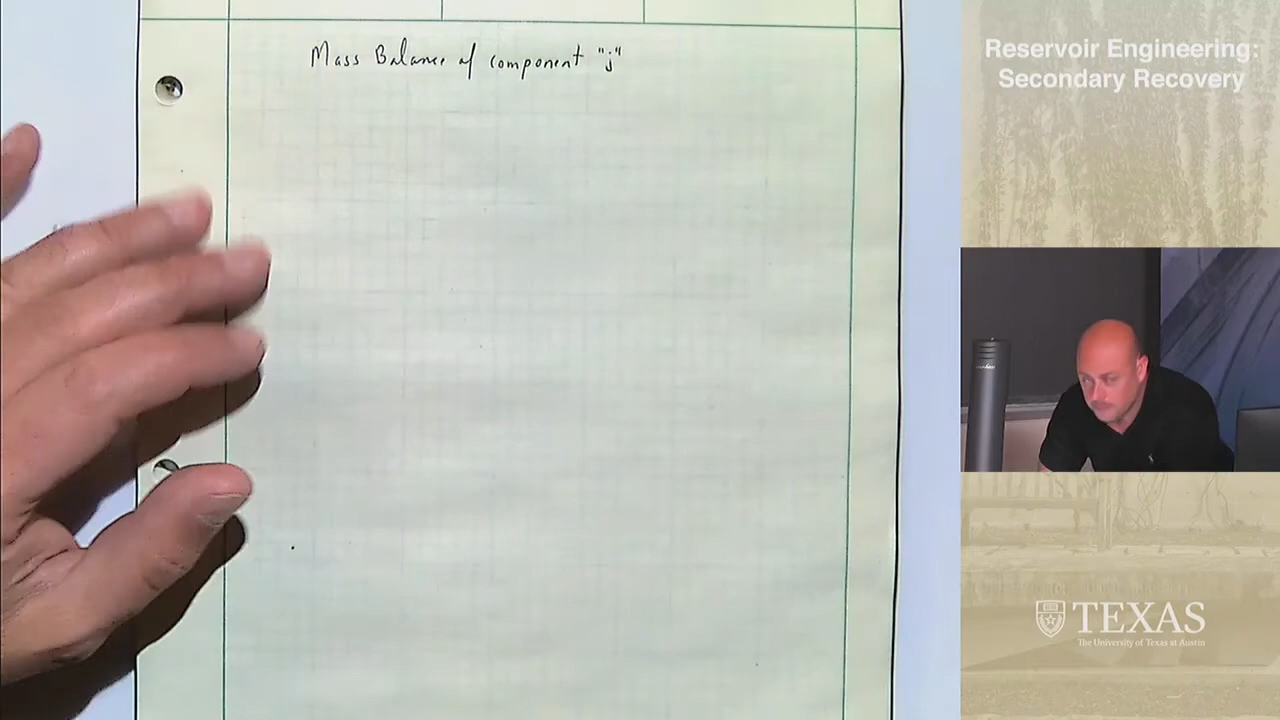 Mass Balance of component "j"
Reservoir Engineering:
Secondary Recovery
TEXAS
The University of Texas at Austin